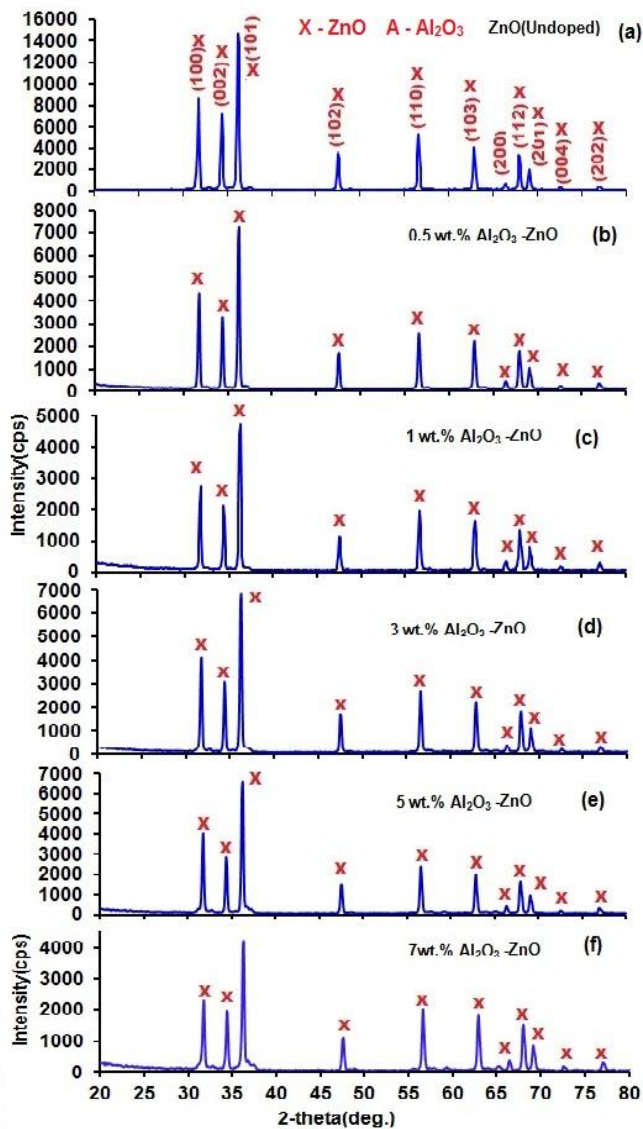 X - ZnO A - Al₂O₃ ZnO(Undoped) (a)
16000
14000
12000
10000
8000
6000
4000
2000
0
(100)X
(002)X
(101)
X
(102)X
(110)X
(103)X
(200)
(112)X
(201)X
(004)X
(202)X
0.5 wt.% Al₂O₃ -ZnO (b)
8000
7000
6000
5000
4000
3000
2000
1000
0
X X X X X X X X X X X
1 wt.% Al₂O₃ -ZnO (c)
Intensity(cps)
5000
4000
3000
2000
1000
0
X X X X X X X X X X X
3 wt.% Al₂O₃ -ZnO (d)
7000
6000
5000
4000
3000
2000
1000
0
X X X X X X X X X X X
5 wt.% Al₂O₃ -ZnO (e)
7000
6000
5000
4000
3000
2000
1000
0
X X X X X X X X X X X
7wt.% Al₂O₃ -ZnO (f)
Intensity(cps)
4000
3000
2000
1000
0
X X X X X X X X X X
20 25 30 35 40 45 50 55 60 65 70 75 80
2-theta(deg.)